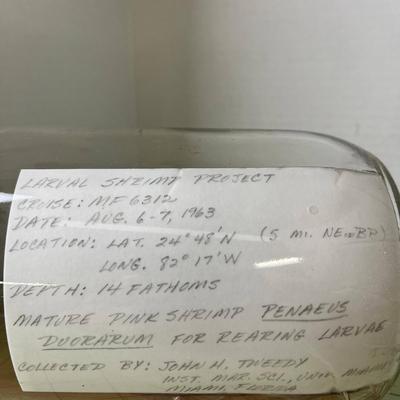 LARVAL SHRIMP PROJECT
CRUISE: MF 6312
DATE: AUG. 6-7, 1963
LOCATION: LAT. 24° 48' N (5 MI. NE. BP)
LONG. 82° 17' W
DEPTH: 14 FATHOMS
MATURE PINK SHRIMP PENAEUS
DUORARUM FOR REARING LARVAE
COLLECTED BY: JOHN H. TWEEDY
INST. MAR. SCI., UNIV. MIAMI
MIAMI, FLORIDA